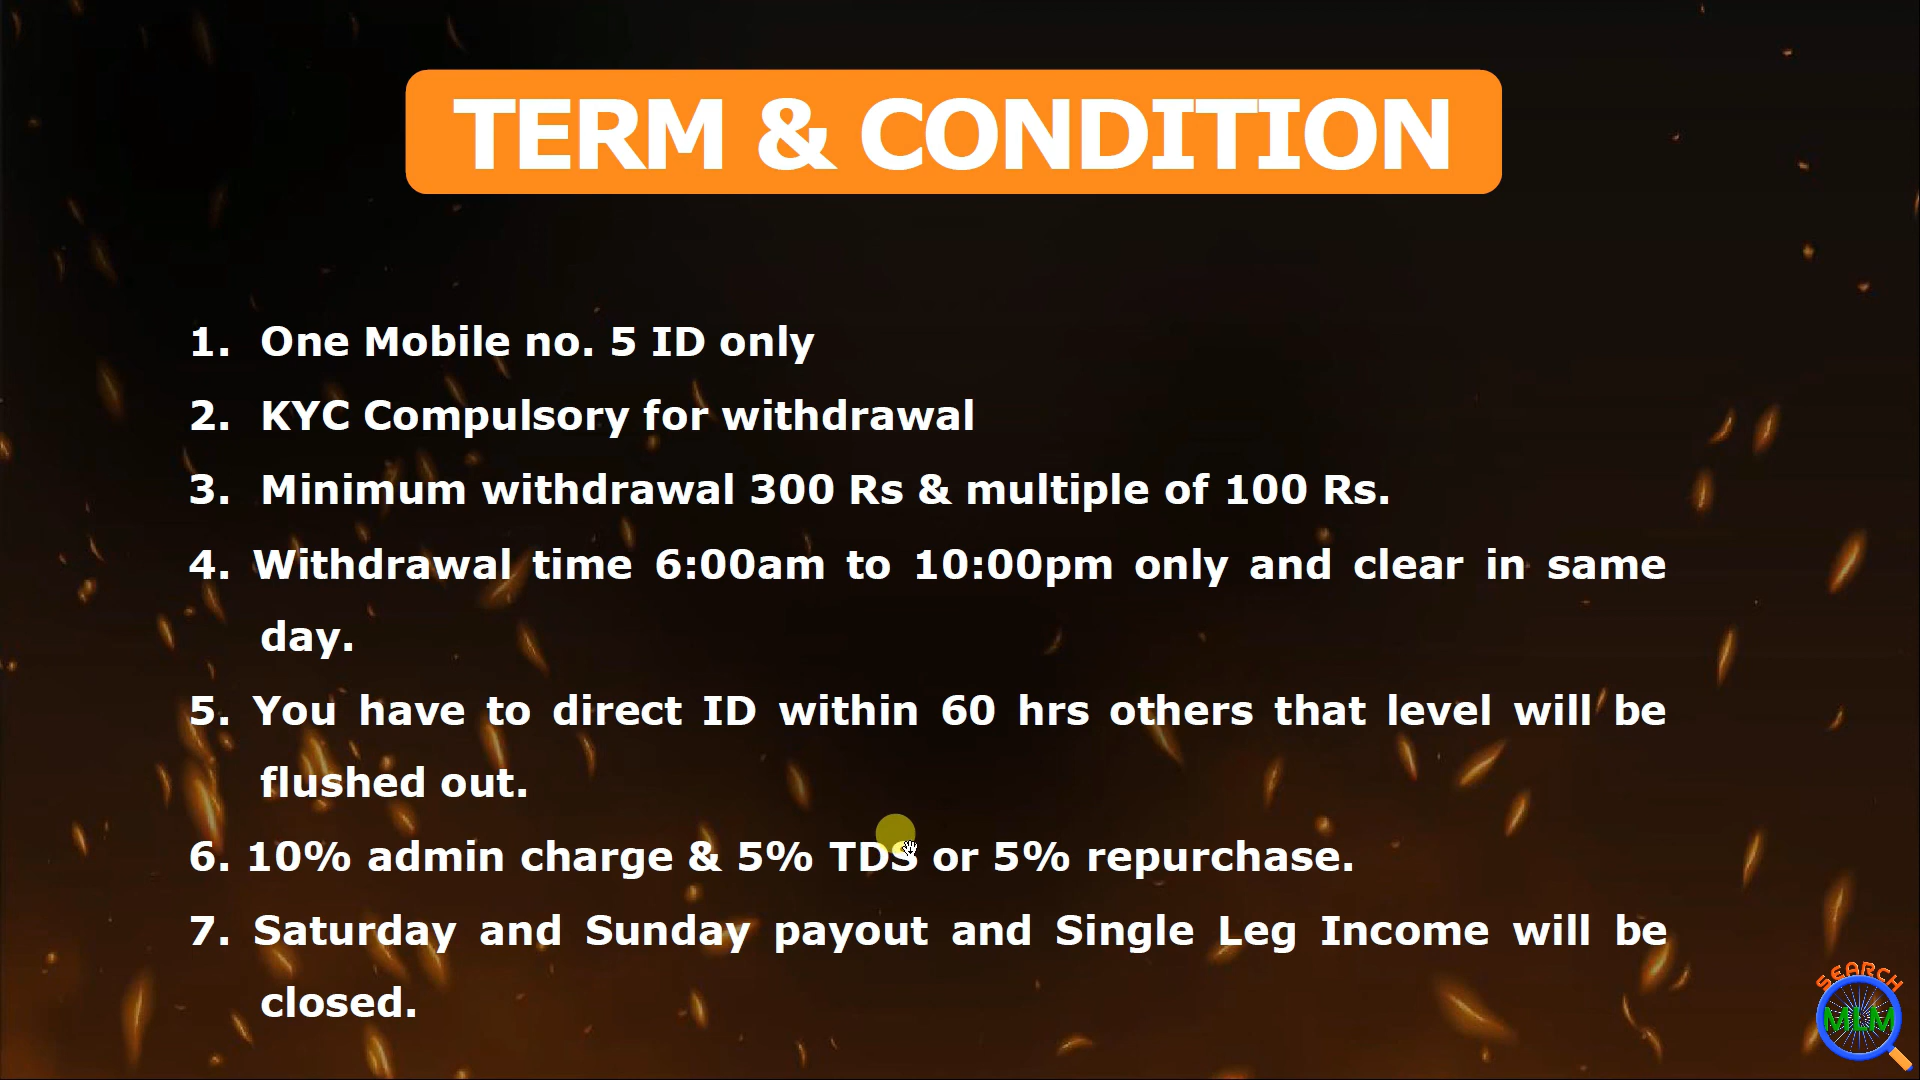 TERM & CONDITION
1. One Mobile no. 5 ID only
2. KYC Compulsory for withdrawal
3. Minimum withdrawal 300 Rs & multiple of 100 Rs.
4. Withdrawal time 6:00am to 10:00pm only and clear in same
day.
5. You have to direct ID within 60 hrs others that level will be
flushed out.
6. 10% admin charge & 5% TDS or 5% repurchase.
7. Saturday and Sunday payout and Single Leg Income will be
closed.
SEARCH
MLM